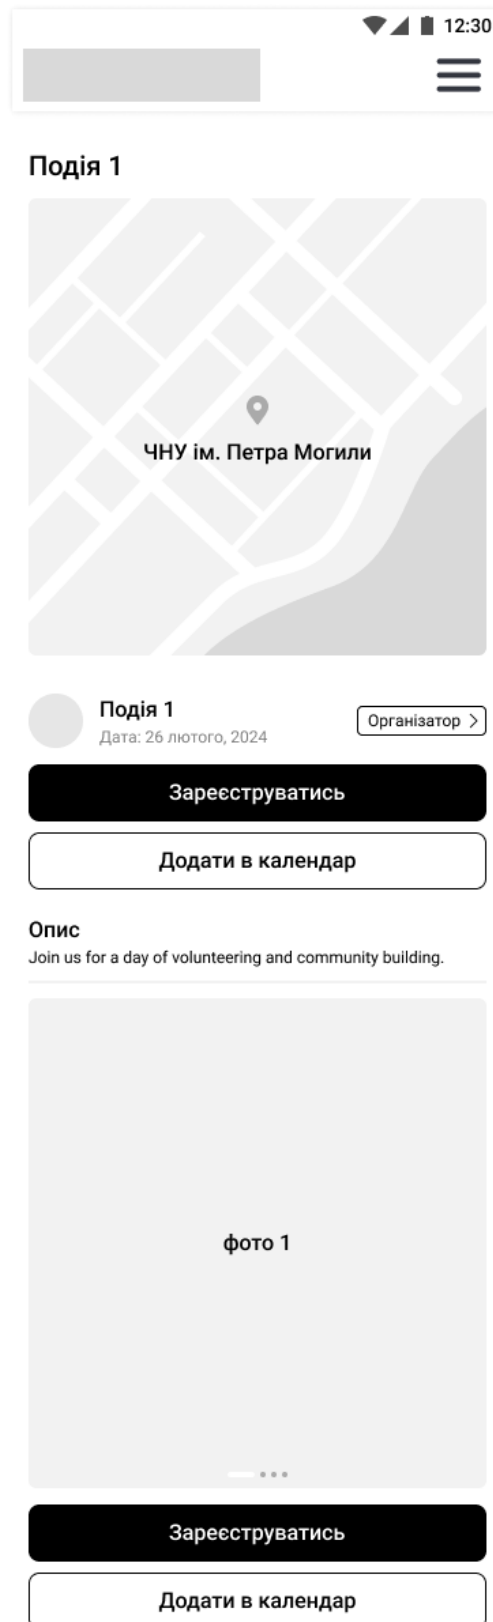 12:30
Подія 1
ЧНУ ім. Петра Могили
Подія 1
Дата: 26 лютого, 2024
Організатор
Зареєструватись
Додати в календар
Опис
Join us for a day of volunteering and community building.
фото 1
Зареєструватись
Додати в календар